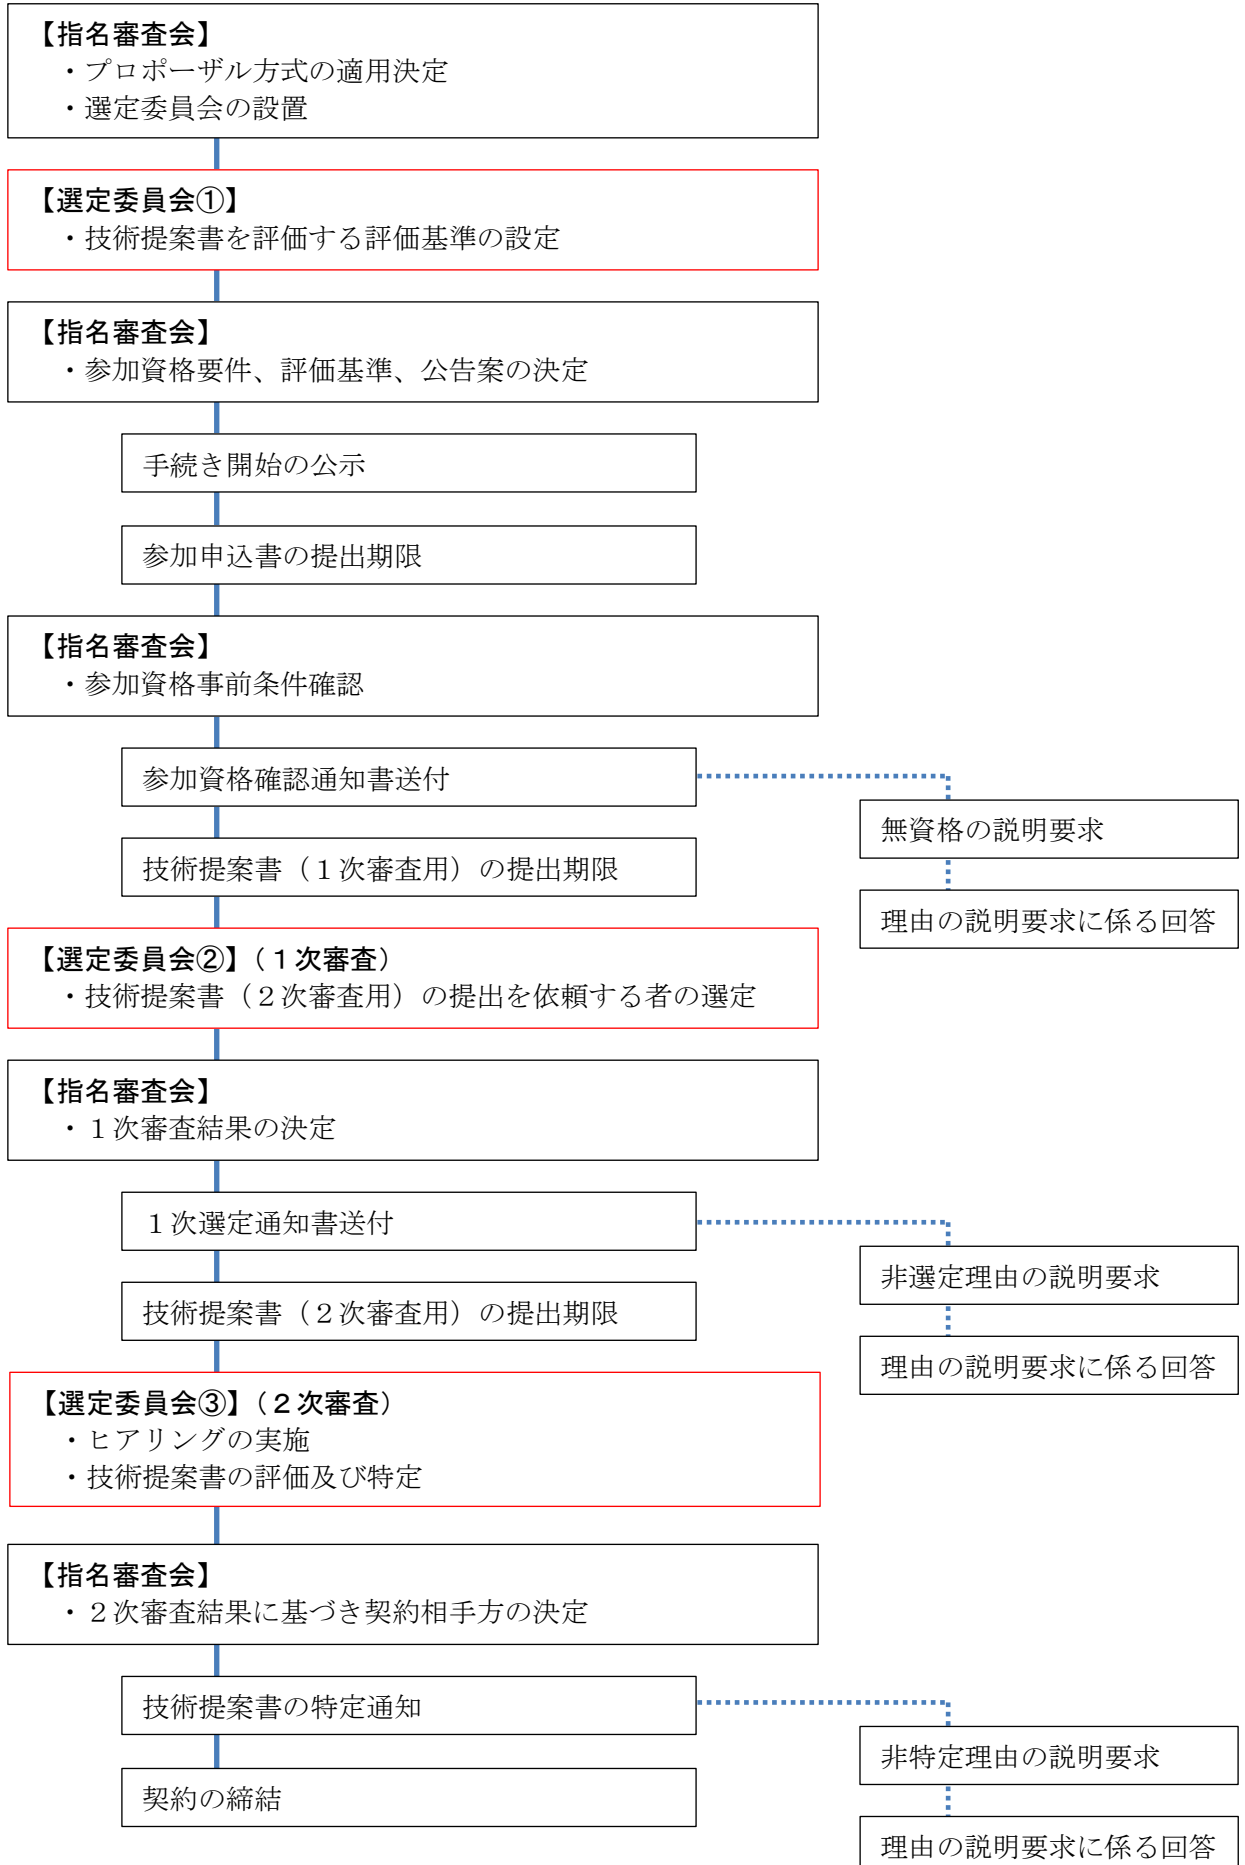 【指名審査会】
・プロポーザル方式の適用決定
・選定委員会の設置
【選定委員会①】
・技術提案書を評価する評価基準の設定
【指名審査会】
・参加資格要件、評価基準、公告案の決定
手続き開始の公示
参加申込書の提出期限
【指名審査会】
・参加資格事前条件確認
参加資格確認通知書送付
無資格の説明要求
技術提案書（１次審査用）の提出期限
理由の説明要求に係る回答
【選定委員会②】（１次審査）
・技術提案書（２次審査用）の提出を依頼する者の選定
【指名審査会】
・１次審査結果の決定
１次選定通知書送付
非選定理由の説明要求
技術提案書（２次審査用）の提出期限
理由の説明要求に係る回答
【選定委員会③】（２次審査）
・ヒアリングの実施
・技術提案書の評価及び特定
【指名審査会】
・２次審査結果に基づき契約相手方の決定
技術提案書の特定通知
非特定理由の説明要求
契約の締結
理由の説明要求に係る回答